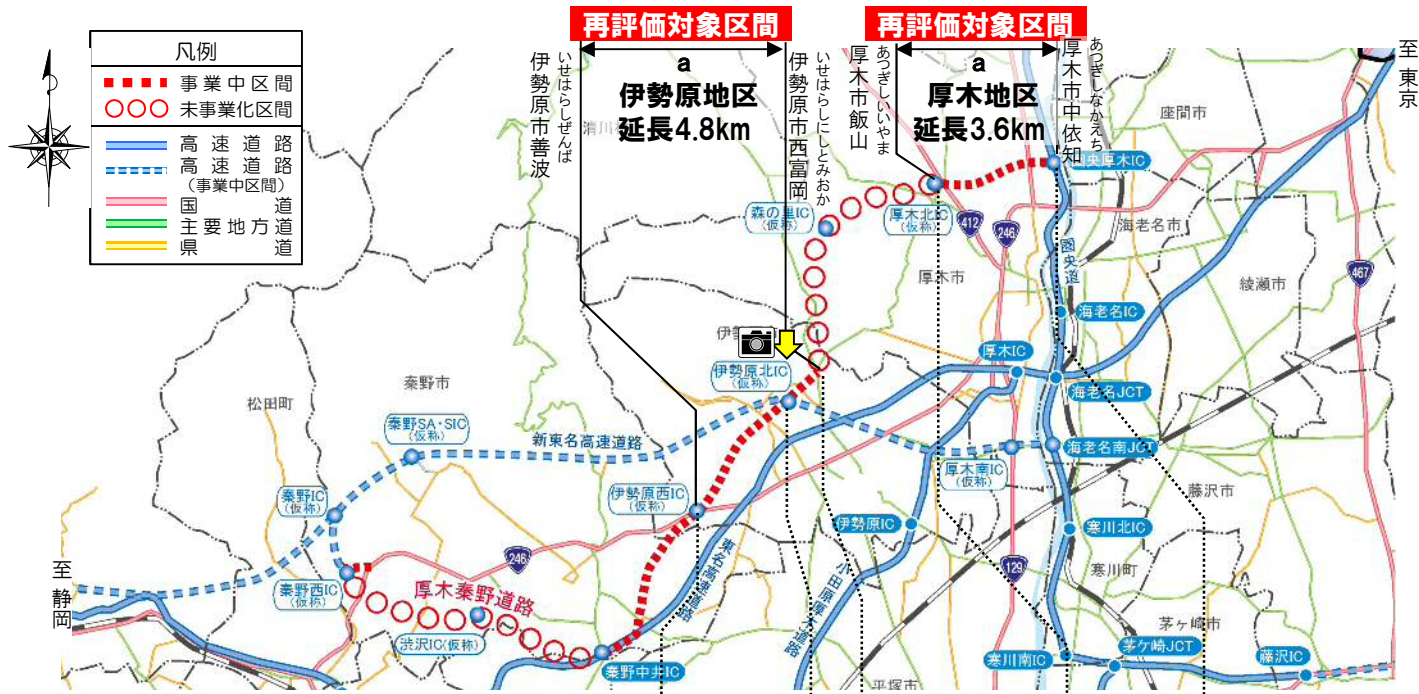 再評価対象区間
再評価対象区間
凡例
事業中区間
未事業化区間
高速道路
高速道路
(事業中区間)
国道
主要地方道
県道
伊勢原市善波
いせはらしぜんば
a
伊勢原地区
延長4.8km
伊勢原市西富岡
いせはらしにしとみおか
厚木市飯山
あつぎしいいやま
a
厚木地区
延長3.6km
厚木市中依知
あつぎしなかえち
至 東京
座間市
圏央厚木IC
森の里IC
(仮称)
厚木北IC
(仮称)
412
246
圏央道
海老名市
467
綾瀬市
厚木市
海老名IC
厚木IC
海老名JCT
伊勢原北IC
(仮称)
秦野市
松田町
秦野SA・SIC
(仮称)
新東名高速道路
海老名南JCT
厚木南IC
(仮称)
秦野IC
(仮称)
伊勢原西IC
(仮称)
藤沢市
伊勢原IC
寒川北IC
246
東名高速道路
小田原厚木道路
129
寒川町
至 静岡
秦野西IC
(仮称)
厚木秦野道路
渋沢IC(仮称)
秦野中井IC
茅ヶ崎市
寒川南IC
茅ケ崎JCT
藤沢IC
平塚市